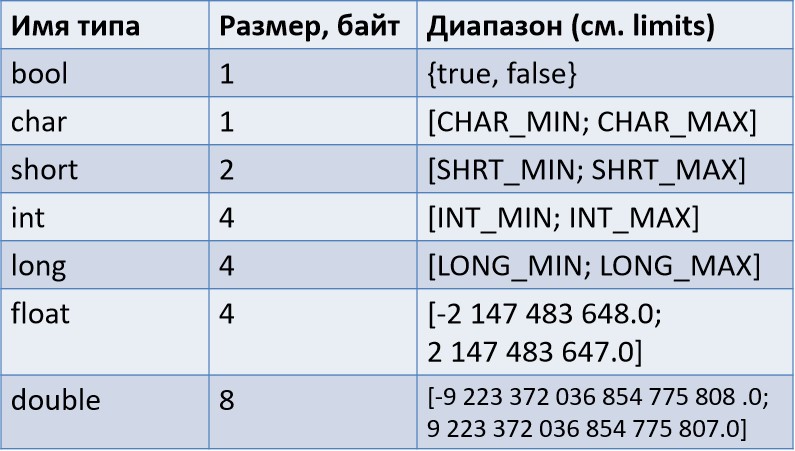 Имя типа Размер, байт Диапазон (см. limits)
bool 1 {true, false}
char 1 [CHAR_MIN; CHAR_MAX]
short 2 [SHRT_MIN; SHRT_MAX]
int 4 [INT_MIN; INT_MAX]
long 4 [LONG_MIN; LONG_MAX]
float 4 [-2 147 483 648.0;
2 147 483 647.0]
double 8 [-9 223 372 036 854 775 808 .0;
9 223 372 036 854 775 807.0]